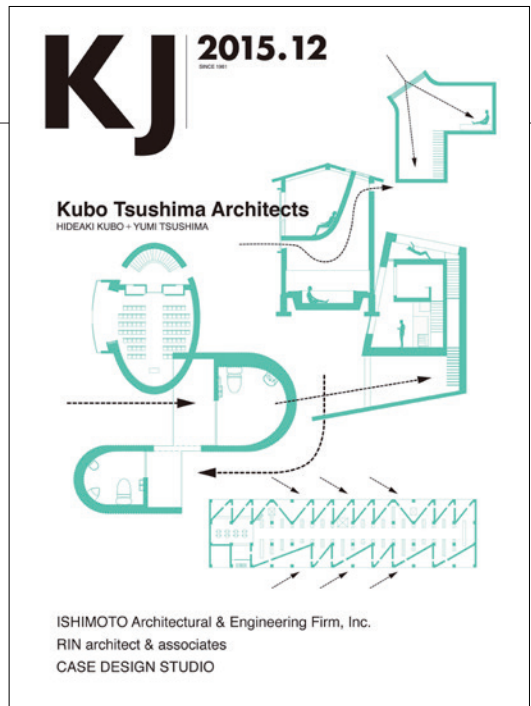 KJ
2015.12
SINCE 1981
Kubo Tsushima Architects
HIDEAKI KUBO + YUMI TSUSHIMA
ISHIMOTO Architectural & Engineering Firm, Inc.
RIN architect & associates
CASE DESIGN STUDIO